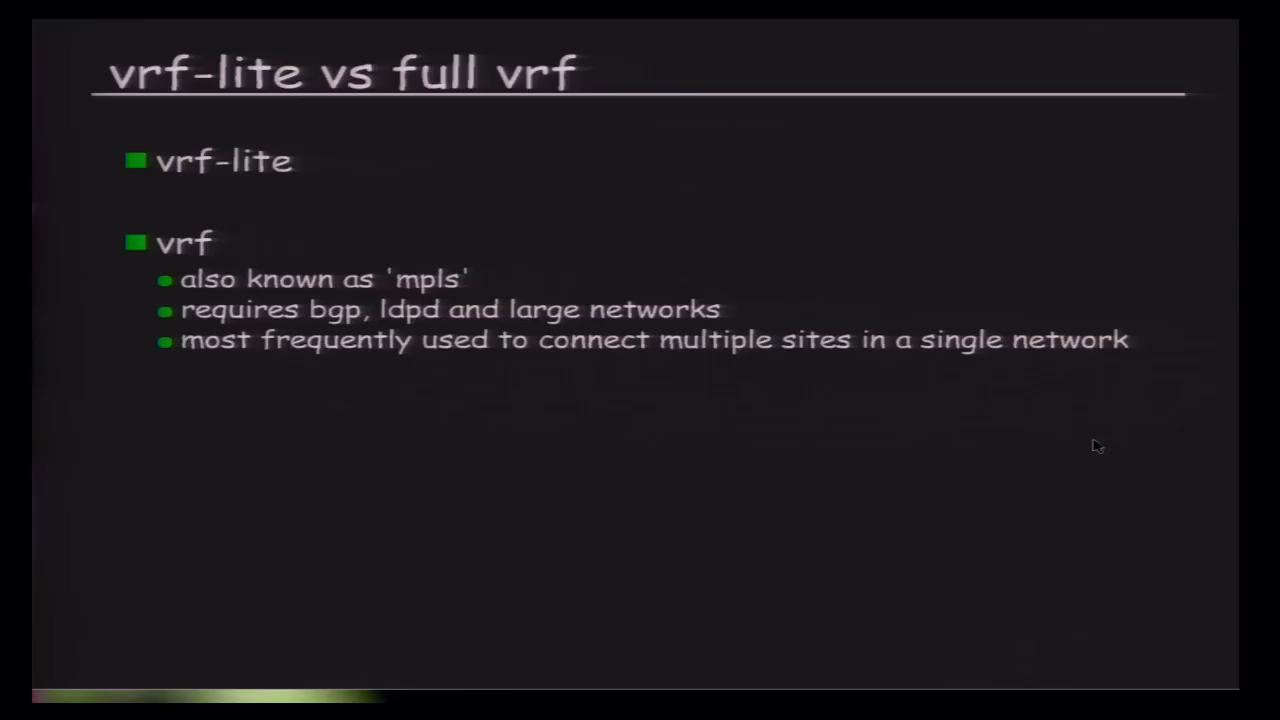 vrf-lite vs full vrf
vrf-lite
vrf
also known as 'mpls'
requires bgp, ldpd and large networks
most frequently used to connect multiple sites in a single network